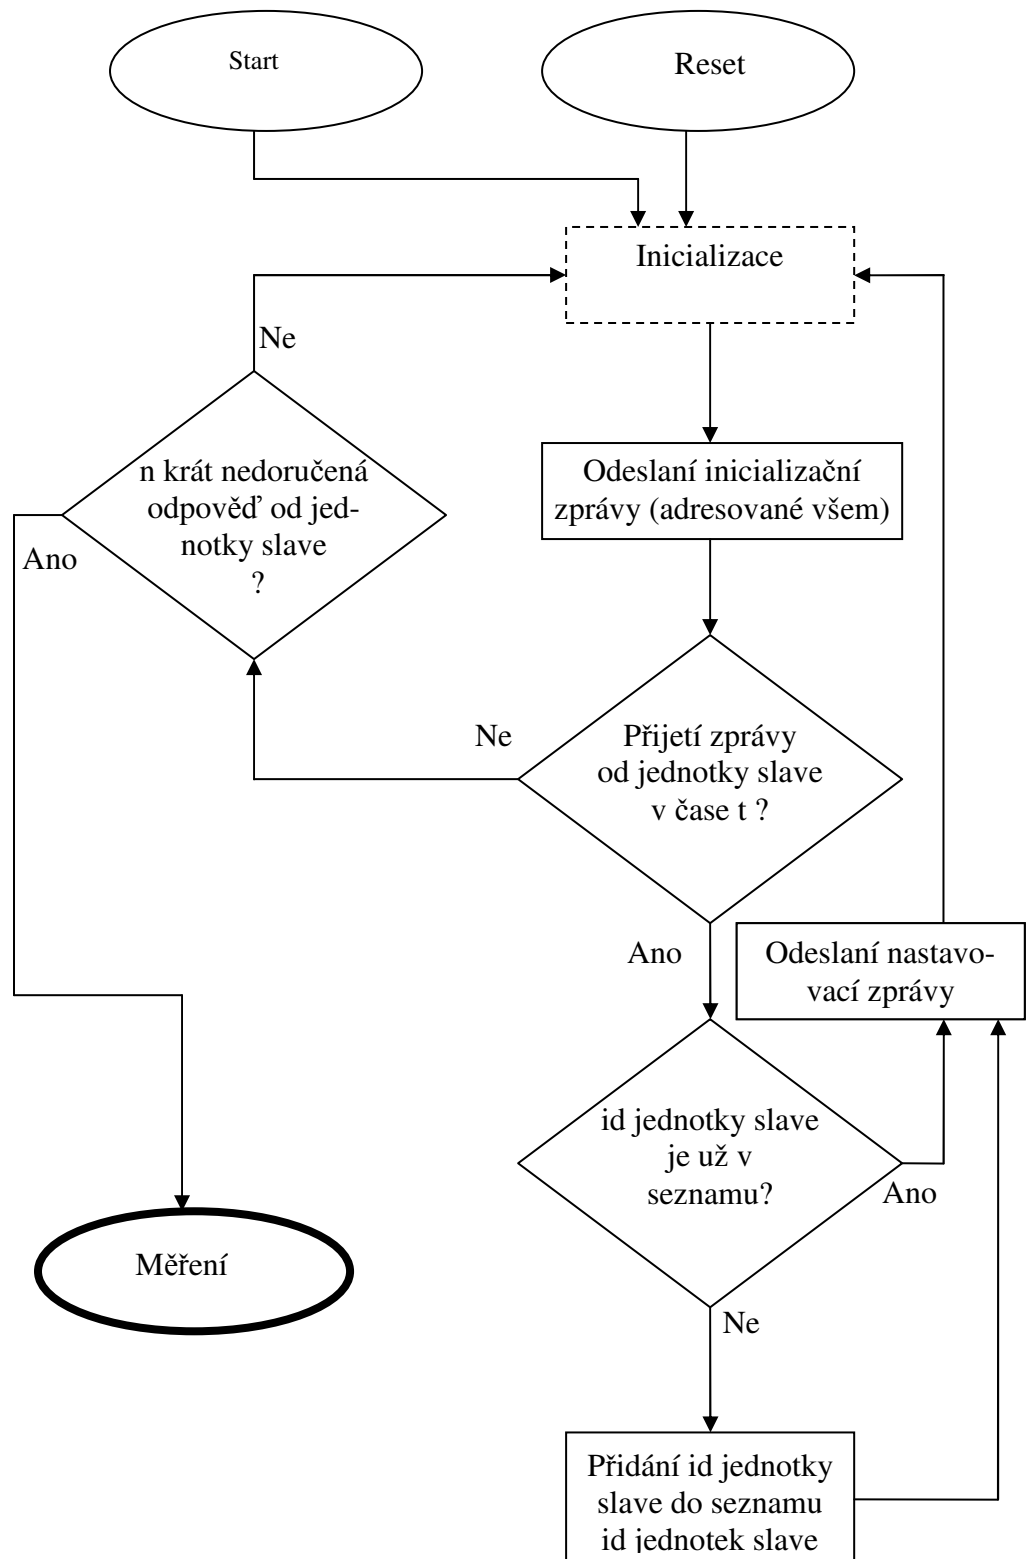 Start
Reset
Inicializace
Ne
n krát nedoručená
odpověď od jed-
notky slave
?
Ano
Odeslaní inicializační
zprávy (adresované všem)
Ne
Přijetí zprávy
od jednotky slave
v čase t ?
Ano
Odeslaní nastavo-
vací zprávy
id jednotky slave
je už v
seznamu?
Ano
Měření
Ne
Přidání id jednotky
slave do seznamu
id jednotek slave